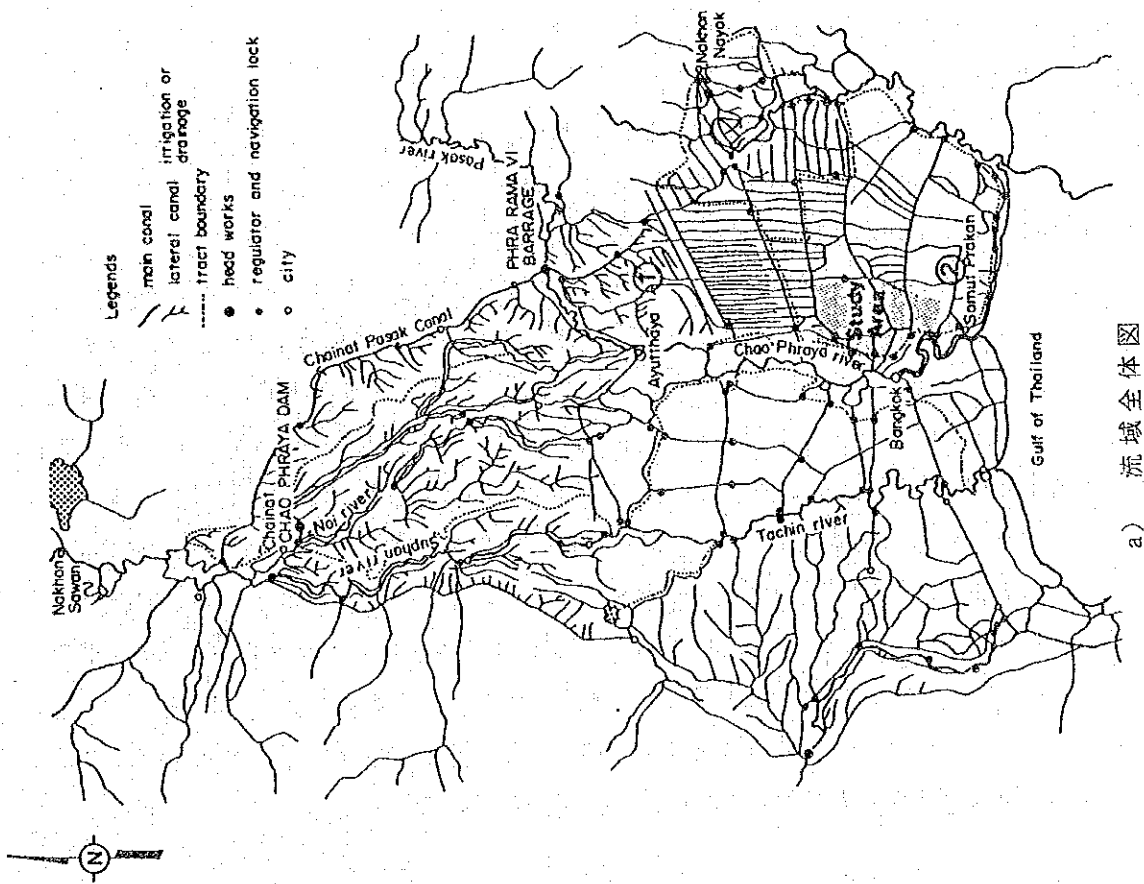 N
Nakhon
Sawan
Chainat
CHAO PHRAYA DAM
Noi river
Suphan river
Chainat Pasak Canal
Legends
main canal
lateral canal irrigation or drainage
tract boundary
head works
regulator and navigation lock
city
Pasak river
PHRA RAMA VI
BARRAGE
Nakhon
Nayok
1
Ayutthaya
Chao Phraya river
Study
Area
Tachin river
Bangkok
2
Samut Prakan
Gulf of Thailand
a) 流域全体図